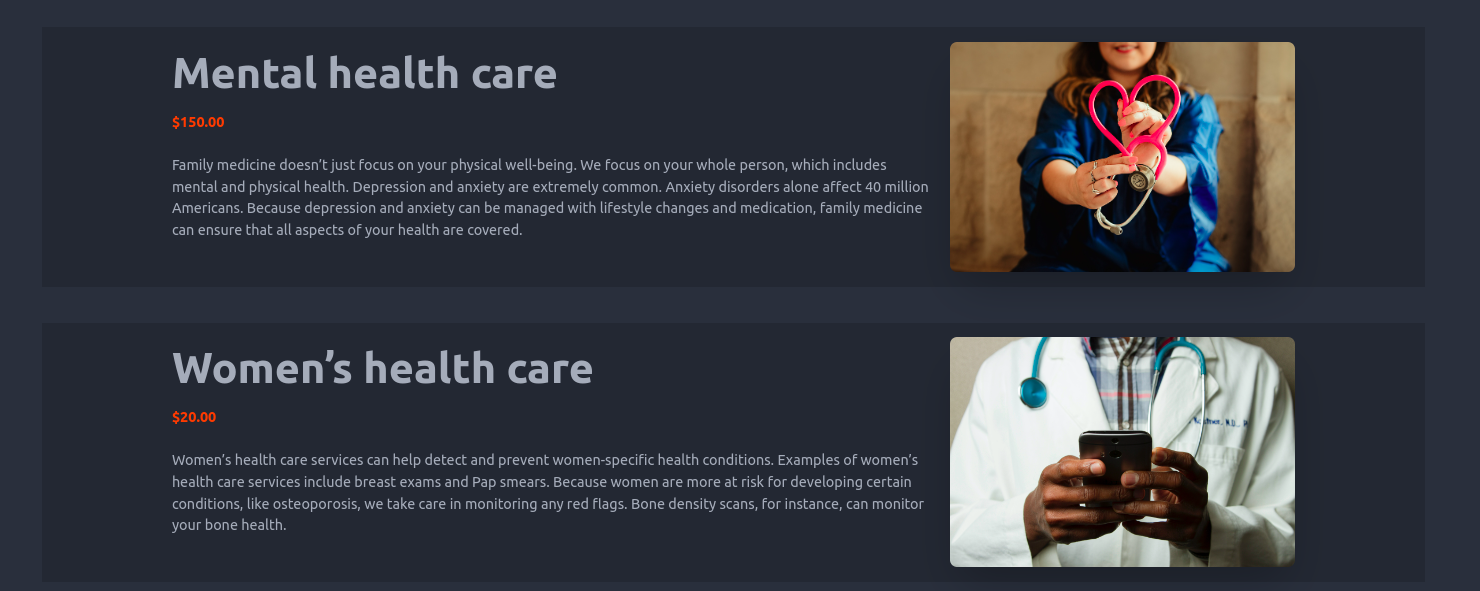 Mental health care
$150.00
Family medicine doesn’t just focus on your physical well-being. We focus on your whole person, which includes
mental and physical health. Depression and anxiety are extremely common. Anxiety disorders alone affect 40 million
Americans. Because depression and anxiety can be managed with lifestyle changes and medication, family medicine
can ensure that all aspects of your health are covered.
Women’s health care
$20.00
Women’s health care services can help detect and prevent women-specific health conditions. Examples of women’s
health care services include breast exams and Pap smears. Because women are more at risk for developing certain
conditions, like osteoporosis, we take care in monitoring any red flags. Bone density scans, for instance, can monitor
your bone health.